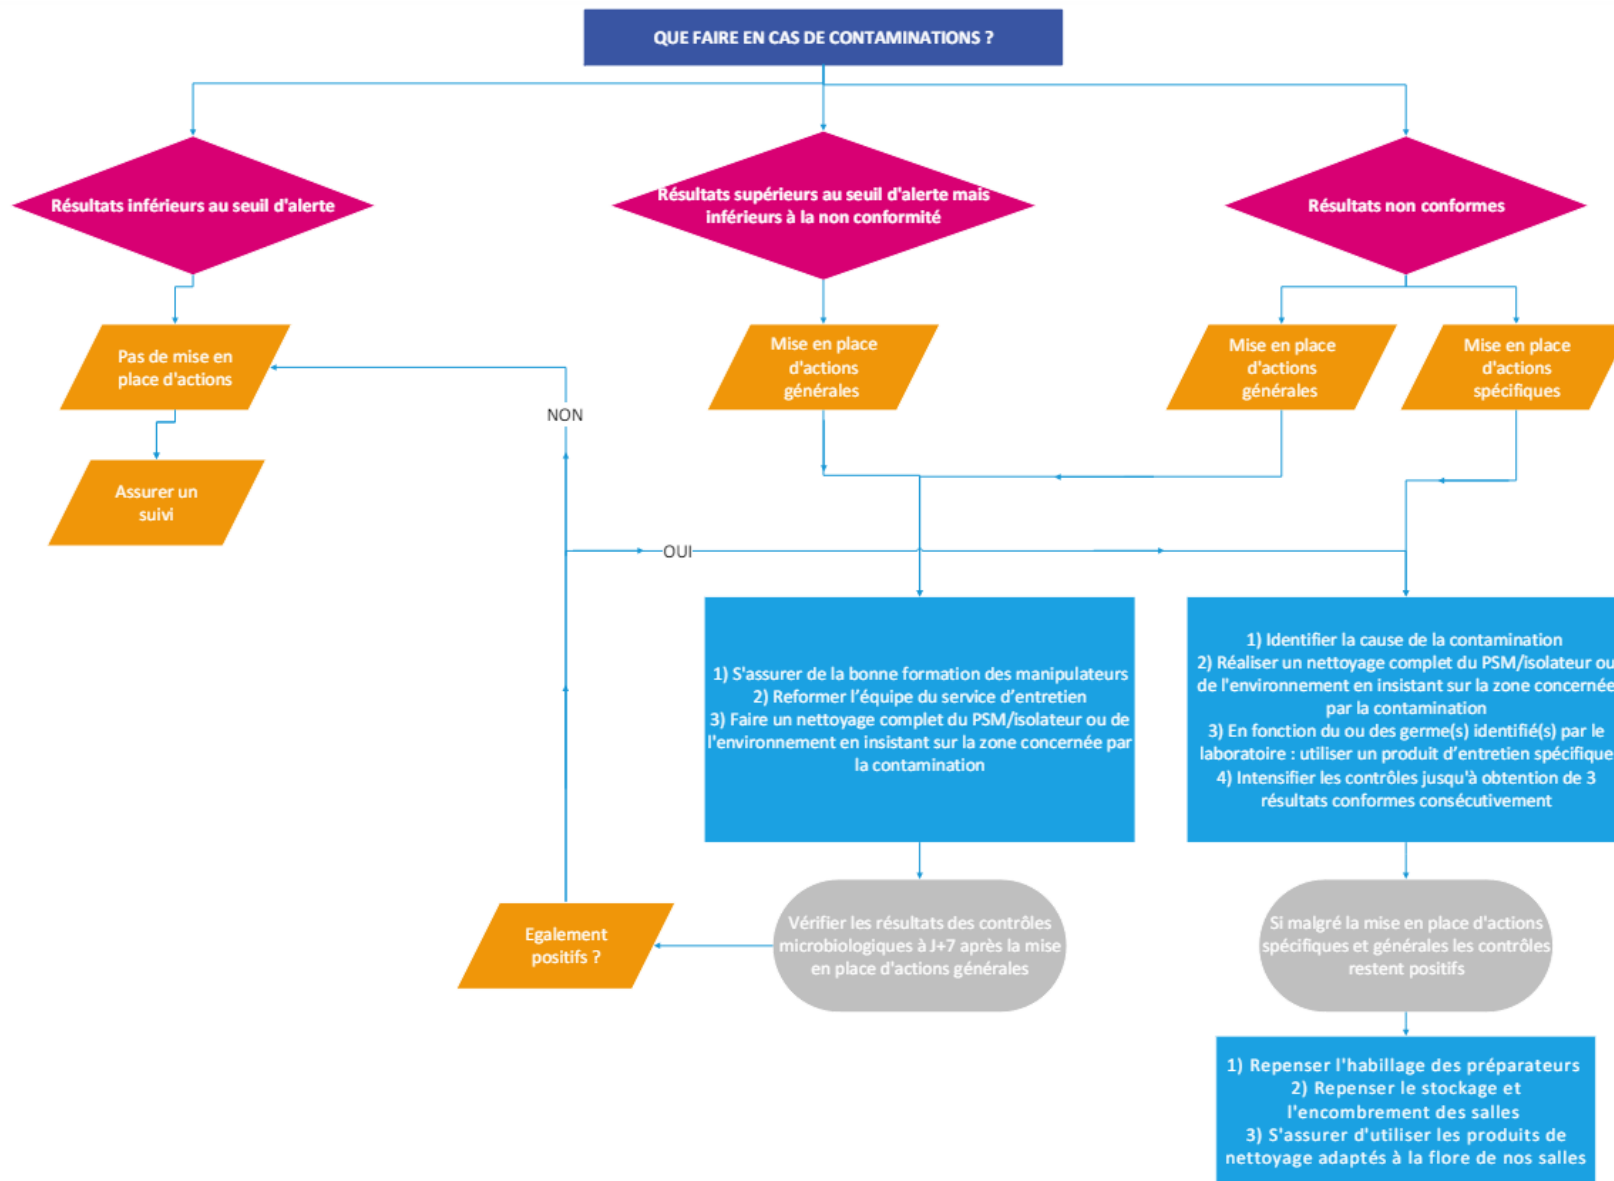 QUE FAIRE EN CAS DE CONTAMINATIONS ?
Résultats inférieurs au seuil d'alerte
Résultats supérieurs au seuil d'alerte mais
inférieurs à la non conformité
Résultats non conformes
Pas de mise en
place d'actions
Mise en place
d'actions
générales
Mise en place
d'actions
générales
Mise en place
d'actions
spécifiques
NON
Assurer un
suivi
OUI
1) S'assurer de la bonne formation des manipulateurs
2) Reformer l’équipe du service d’entretien
3) Faire un nettoyage complet du PSM/isolateur ou de
l'environnement en insistant sur la zone concernée par
la contamination
1) Identifier la cause de la contamination
2) Réaliser un nettoyage complet du PSM/isolateur ou
de l'environnement en insistant sur la zone concernée
par la contamination
3) En fonction du ou des germe(s) identifié(s) par le
laboratoire : utiliser un produit d’entretien spécifique
4) Intensifier les contrôles jusqu'à obtention de 3
résultats conformes consécutivement
Egalement
positifs ?
Vérifier les résultats des contrôles
microbiologiques à J+7 après la mise
en place d'actions générales
Si malgré la mise en place d'actions
spécifiques et générales les contrôles
restent positifs
1) Repenser l'habillage des préparateurs
2) Repenser le stockage et
l'encombrement des salles
3) S'assurer d'utiliser les produits de
nettoyage adaptés à la flore de nos salles